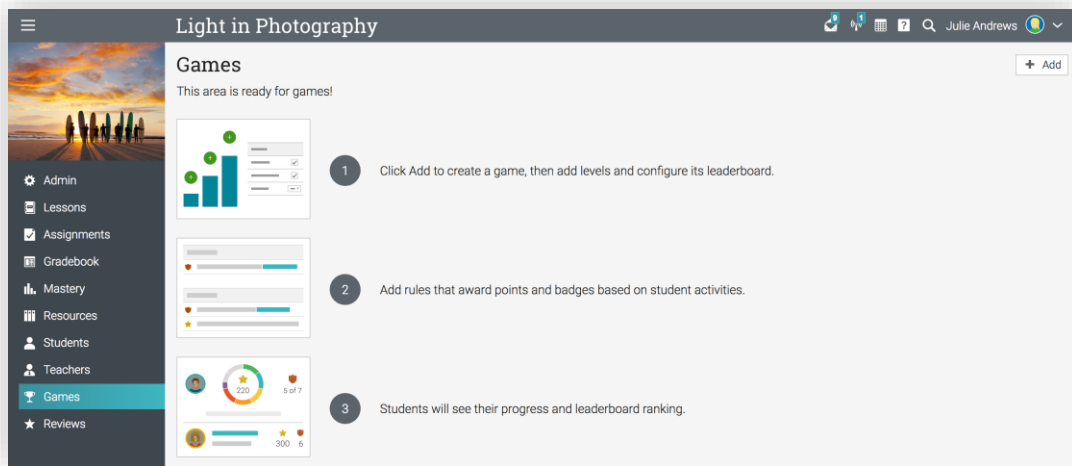 Light in Photography
9
1
?
Julie Andrews
Admin
Lessons
Assignments
Gradebook
Mastery
Resources
Students
Teachers
Games
Reviews
Games
+ Add
This area is ready for games!
1
Click Add to create a game, then add levels and configure its leaderboard.
2
Add rules that award points and badges based on student activities.
220
5 of 7
300 6
3
Students will see their progress and leaderboard ranking.